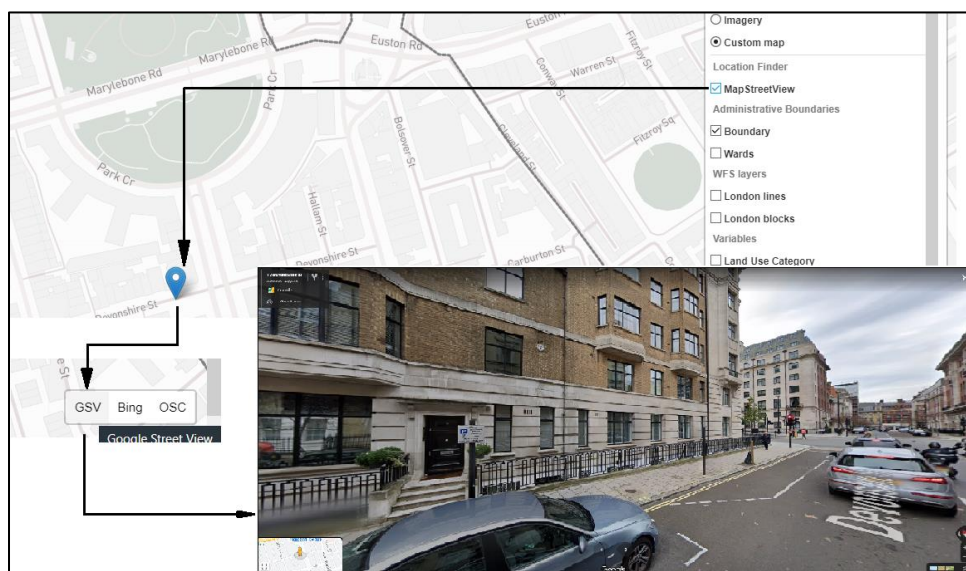 Euston Rd
Marylebone Rd
Marylebone Rd
Euston Rd
Park Cr
Park Cr
Bolsover St
Hallam St
Devonshire St
Devonshire St
Carburton St
Cleveland St
Conway St
Warren St
Fitzroy St
Fitzroy Sq
Imagery
Custom map
Location Finder
MapStreetView
Administrative Boundaries
Boundary
Wards
WFS layers
London lines
London blocks
Variables
Land Use Category
GSV Bing OSC
Google Street View
Google